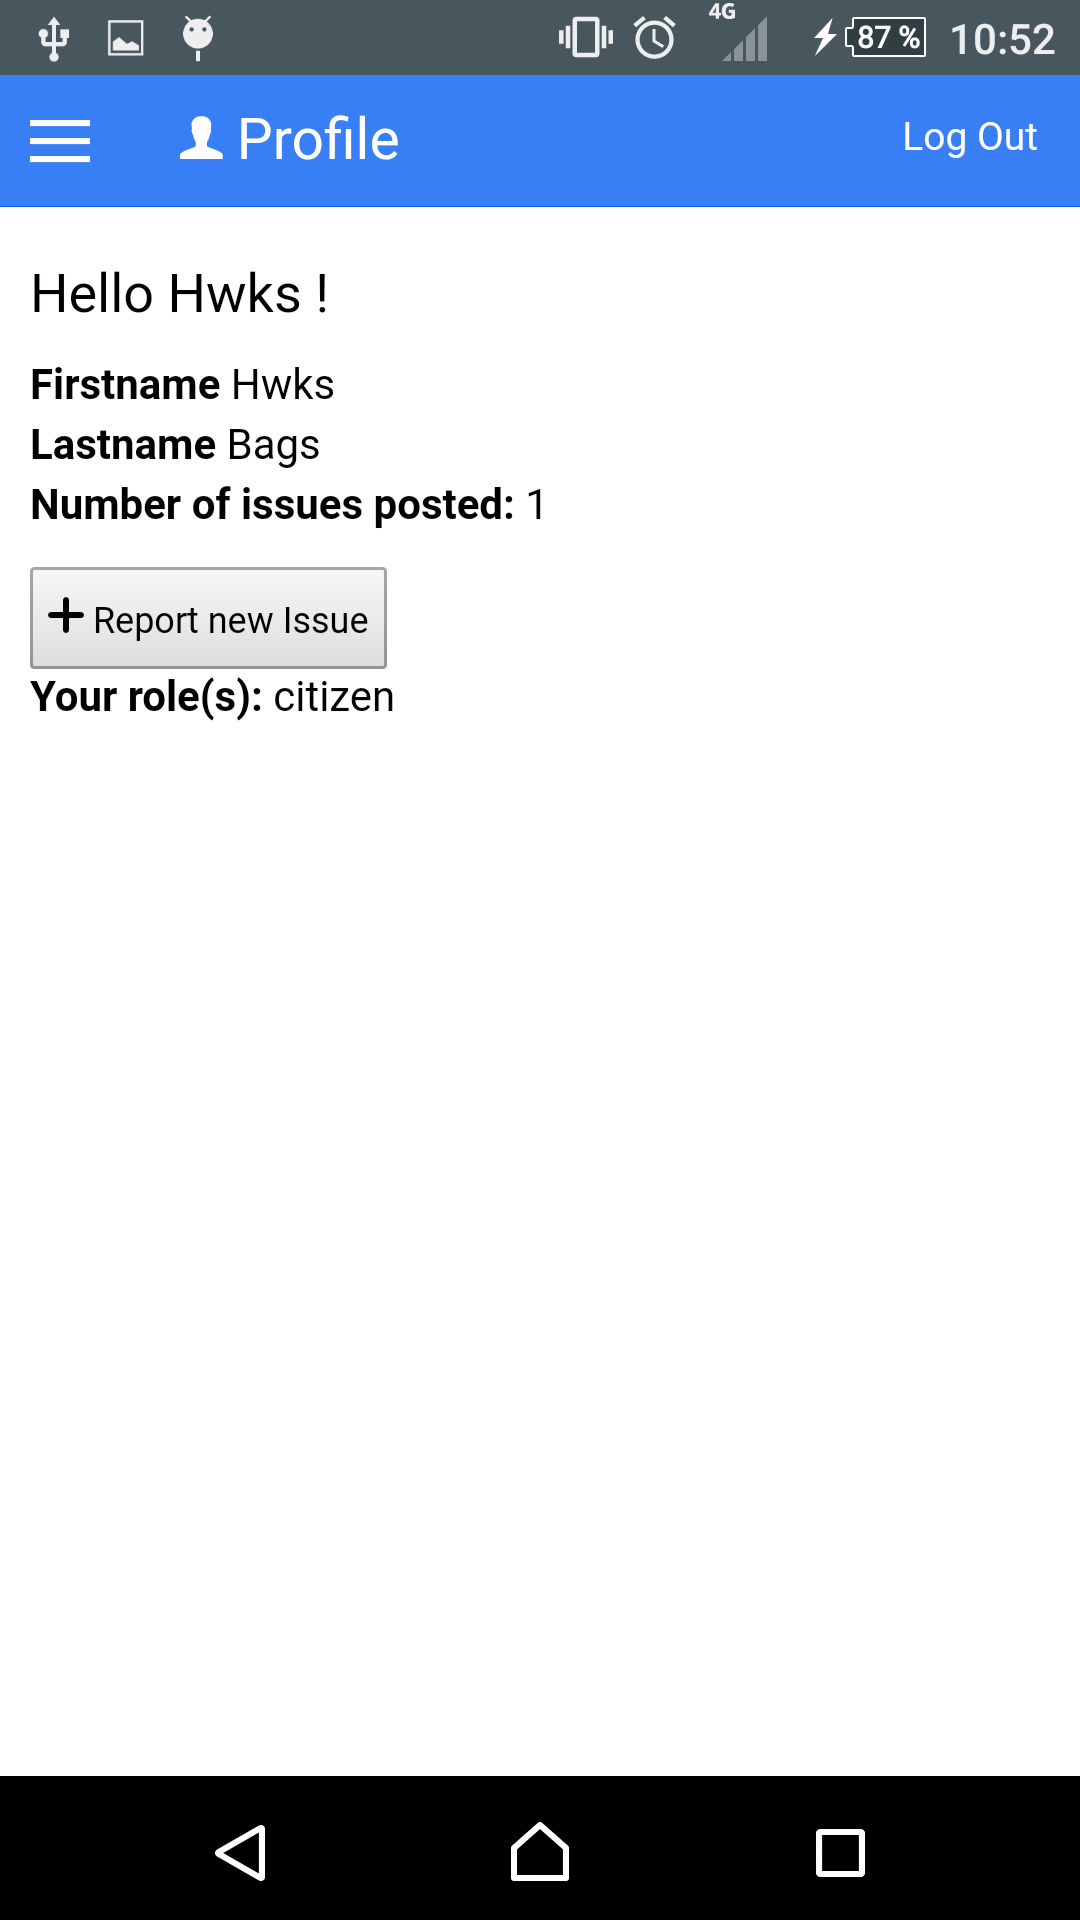 4G 87 % 10:52
Profile Log Out
Hello Hwks !
Firstname Hwks
Lastname Bags
Number of issues posted: 1
Report new Issue
Your role(s): citizen